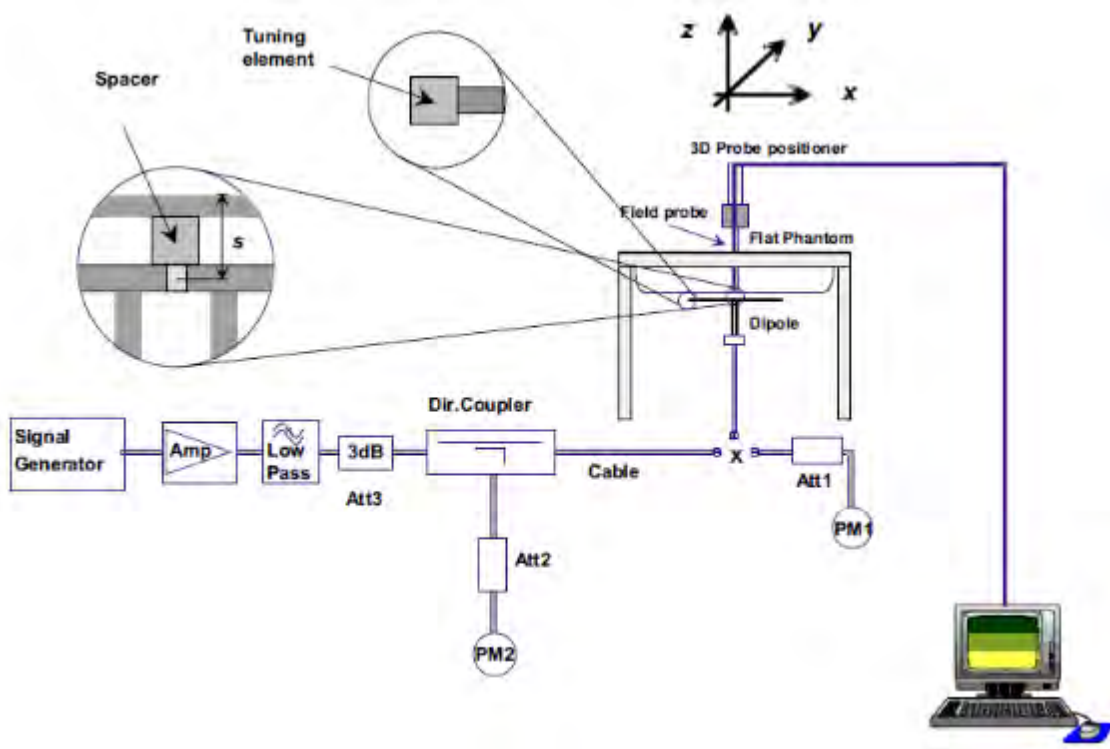 Tuning
element
Spacer
s
z
y
x
3D Probe positioner
Field probe
Flat Phantom
Dipole
Dir.Coupler
Signal
Generator
Amp
Low
Pass
3dB
Att3
Cable
X
Att1
PM1
Att2
PM2